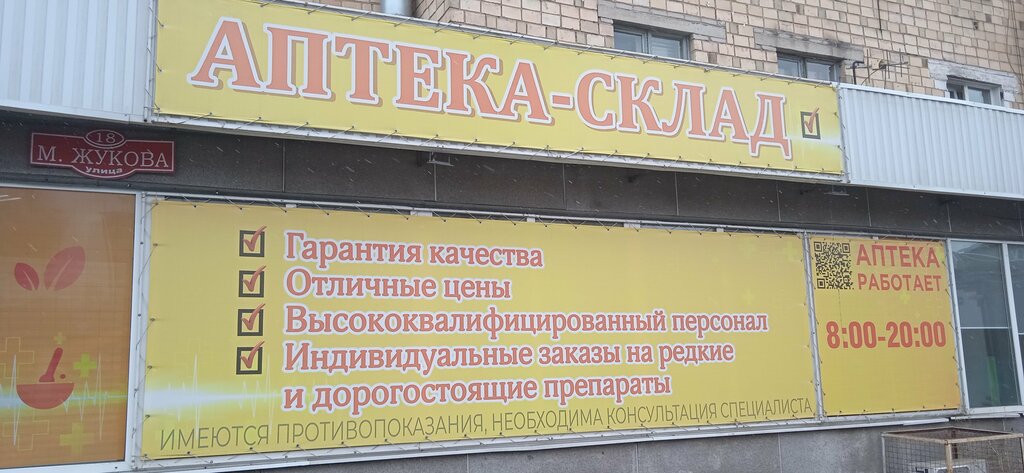 АПТЕКА-СКЛАД
18
М. ЖУКОВА
улица
Гарантия качества
Отличные цены
Высококвалифицированный персонал
Индивидуальные заказы на редкие
и дорогостоящие препараты
ИМЕЮТСЯ ПРОТИВОПОКАЗАНИЯ, НЕОБХОДИМА КОНСУЛЬТАЦИЯ СПЕЦИАЛИСТА.
АПТЕКА
РАБОТАЕТ
8:00-20:00